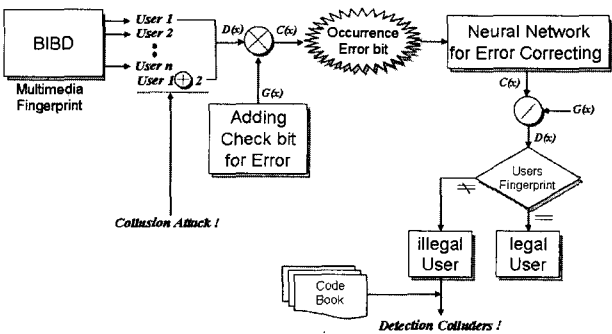 BIBD
Multimedia
Fingerprint
User 1
User 2
User n
User 1 ⊕ 2
D(x)
C(x)
G(x)
Adding
Check bit
for Error
Occurrence
Error bit
Neural Network
for Error Correcting
C(x)
G(x)
D(x)
Users
Fingerprint
≠
=
illegal
User
legal
User
Code
Book
Collusion Attack !
Detection Colluders !